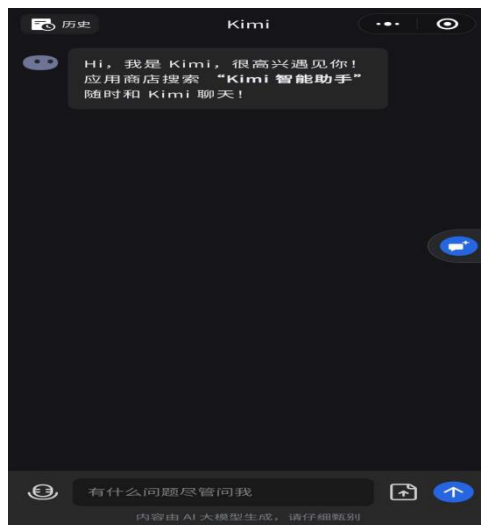 历史
Kimi
Hi，我是 Kimi，很高兴遇见你！
应用商店搜索 “Kimi 智能助手”
随时和 Kimi 聊天！
有什么问题尽管问我
内容由 AI 大模型生成，请仔细甄别